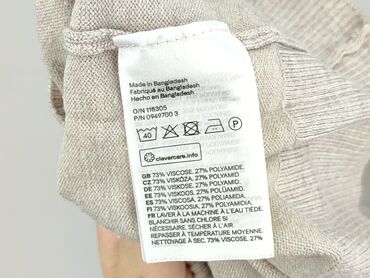 Made in Bangladesh
Fabriqué au Bangladesh
Hecho en Bangladesh
O/N 118305
P/N 0949700 3
40
P
clevercare.info
GB 73% VISCOSE, 27% POLYAMIDE.
CZ 73% VISKÓZA, 27% POLYAMID.
DE 73% VISKOSE, 27% POLYAMID.
EE 73% VISKOOS, 27% POLÜAMIID.
ES 73% VISCOSA, 27% POLIAMIDA.
FI 73% VISKOOSIA, 27% POLYAMIDIA.
FR LAVER À LA MACHINE À L'EAU TIÈDE.
BLANCHIR SANS CHLORE SI
NÉCESSAIRE. SÉCHER À L'AIR
REPASSER À TEMPÉRATURE MOYENNE.
NETTOYAGE À SEC. 73% VISCOSE, 27%